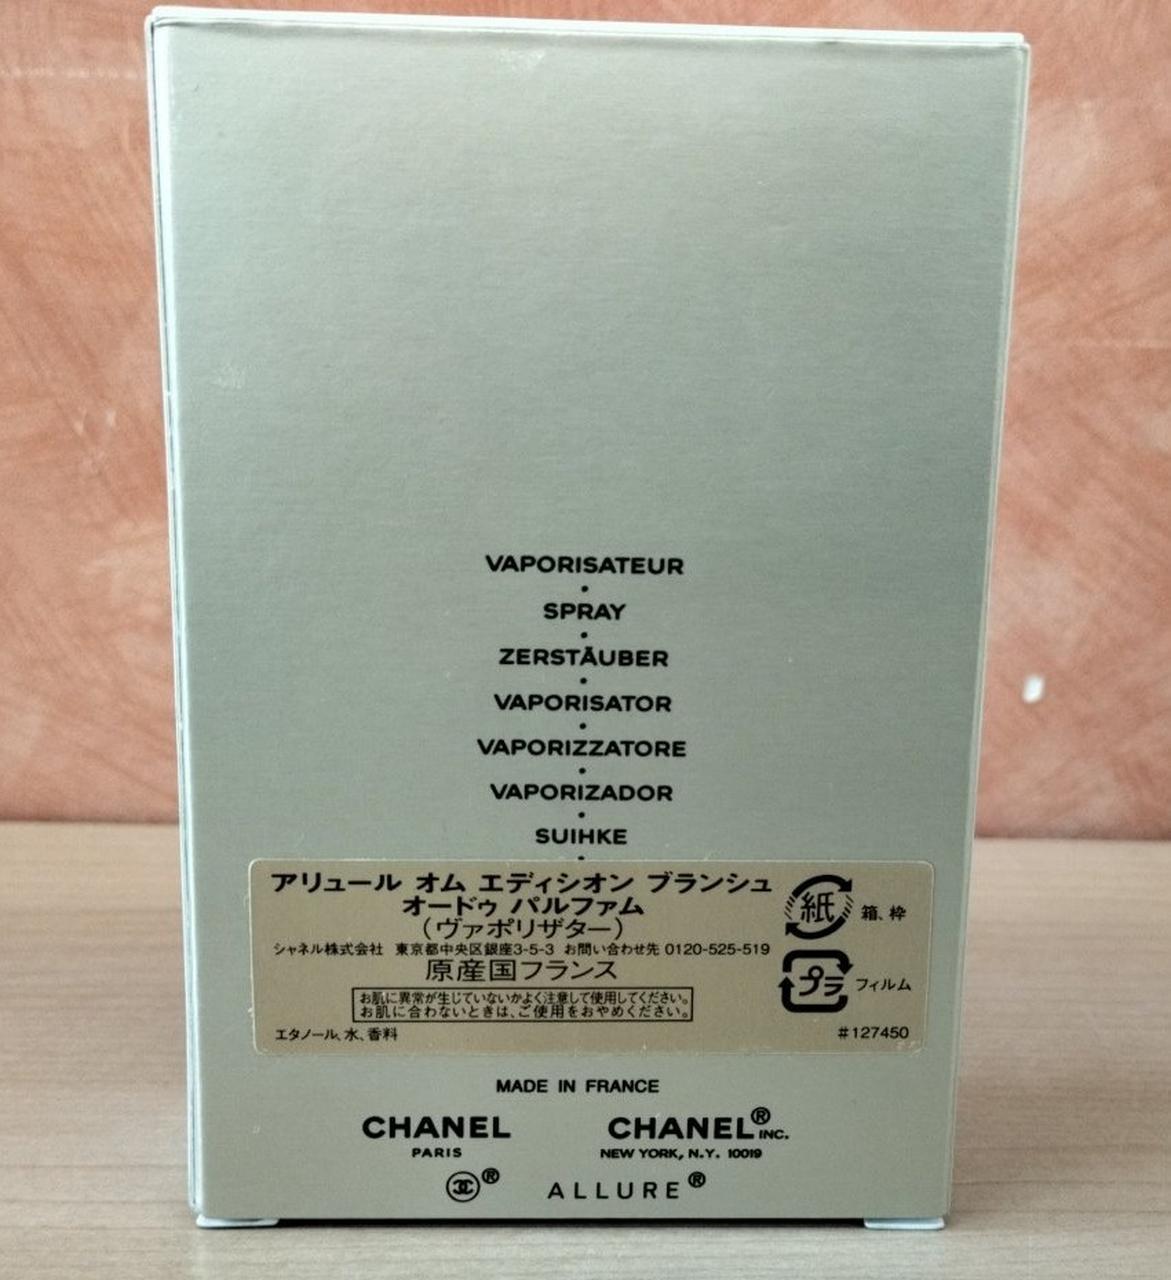 VAPORISATEUR
•
SPRAY
•
ZERSTÄUBER
•
VAPORISATOR
•
VAPORIZZATORE
•
VAPORIZADOR
•
SUIHKE
•
アリュール オム エディシオン ブランシュ
オードゥ パルファム
(ヴァポリザター)
シャネル株式会社 東京都中央区銀座3-5-3 お問い合わせ先 0120-525-519
原産国フランス
お肌に異常が生じていないかよく注意して使用してください。
お肌に合わないときは、ご使用をおやめください。
エタノール、水、香料
紙 箱、枠
プラ フィルム
#127450
MADE IN FRANCE
CHANEL CHANEL® INC.
PARIS NEW YORK, N.Y. 10019
® ALLURE®